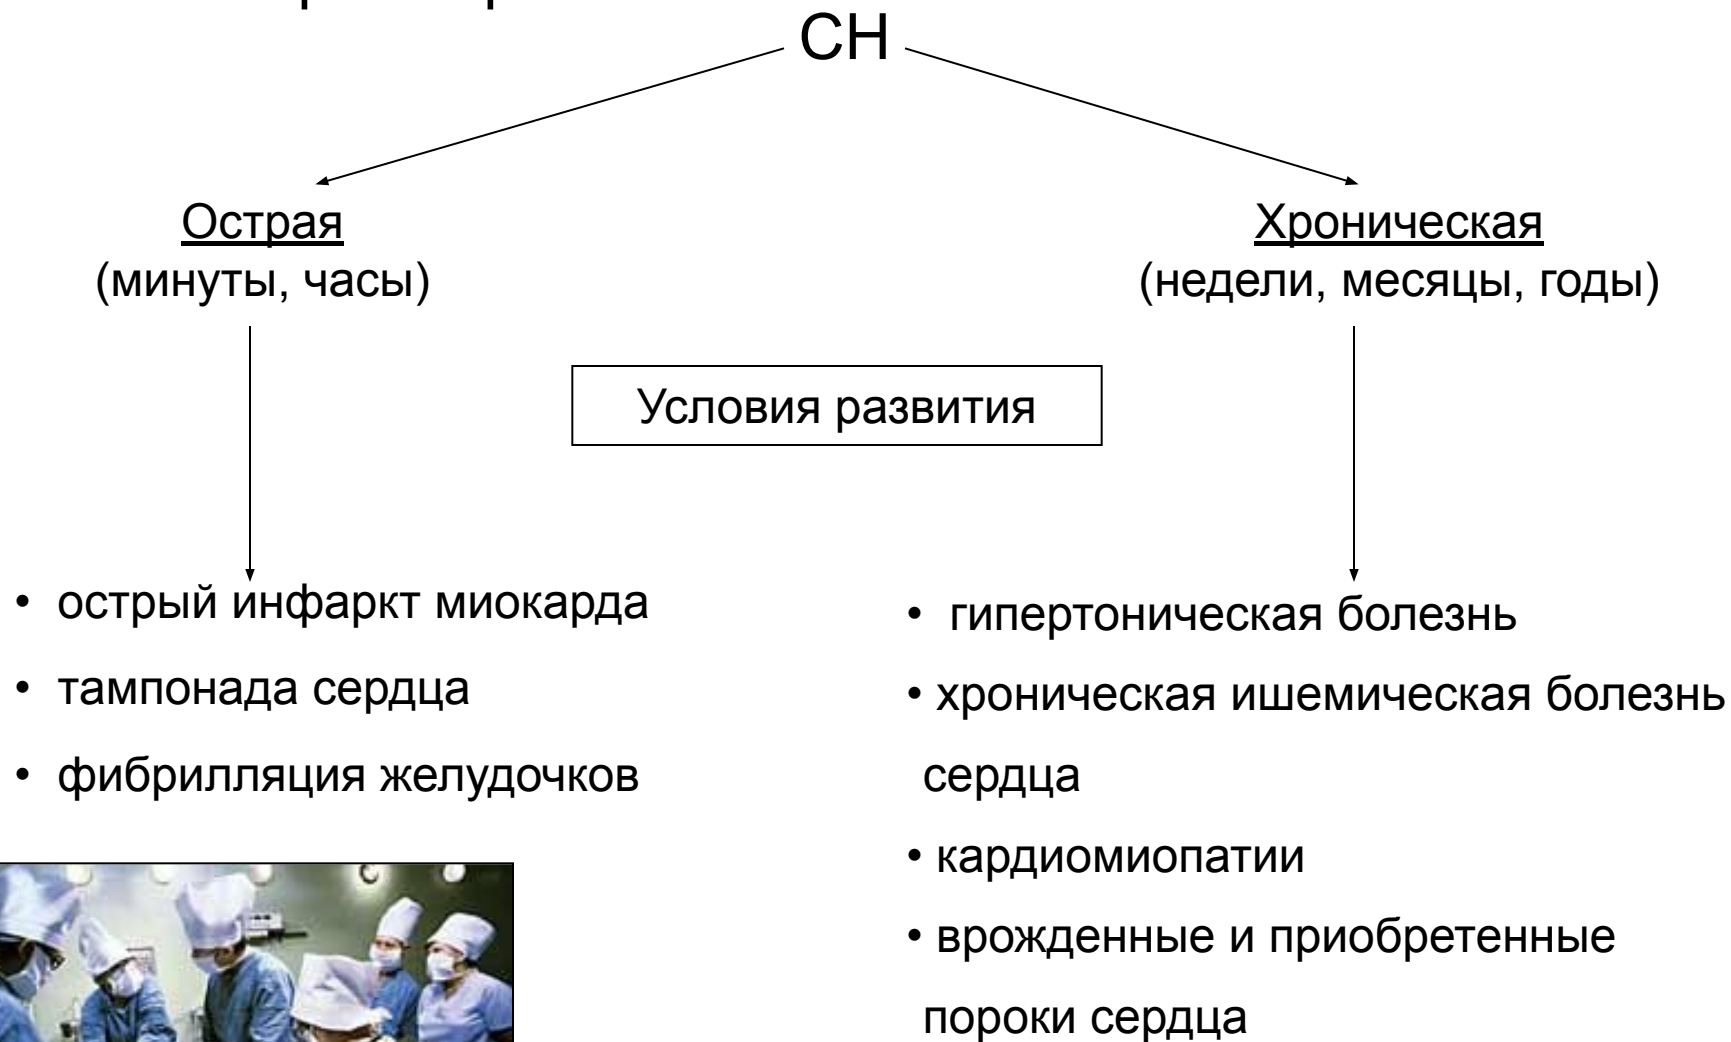 СН
Острая
(минуты, часы)
Хроническая
(недели, месяцы, годы)
Условия развития
• острый инфаркт миокарда
• тампонада сердца
• фибрилляция желудочков
• гипертоническая болезнь
• хроническая ишемическая болезнь
сердца
• кардиомиопатии
• врожденные и приобретенные
пороки сердца